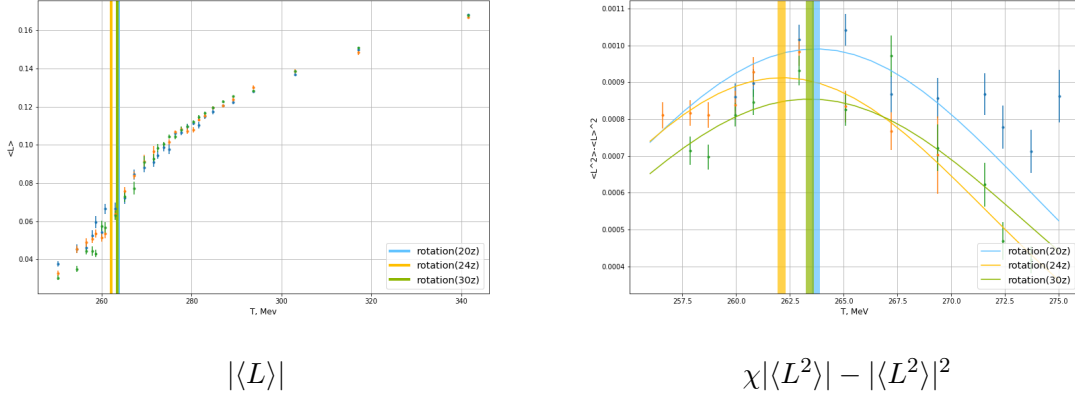 0.16
0.14
0.12
0.10
0.08
0.06
0.04
<L>
260
280
300
320
340
T, Mev
rotation(20z)
rotation(24z)
rotation(30z)
|⟨L⟩|
0.0011
0.0010
0.0009
0.0008
0.0007
0.0006
0.0005
0.0004
<L^2>-<L>^2
257.5
260.0
262.5
265.0
267.5
270.0
272.5
275.0
T, MeV
rotation(20z)
rotation(24z)
rotation(30z)
χ|⟨L²⟩| − |⟨L²⟩|²